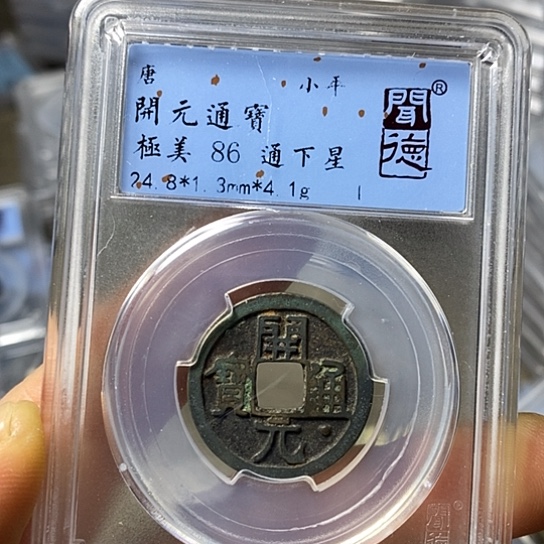 唐 小平
開元通寶
極美 86 通下星
24.8*1.3mm*4.1g
聞德®
開元通寶